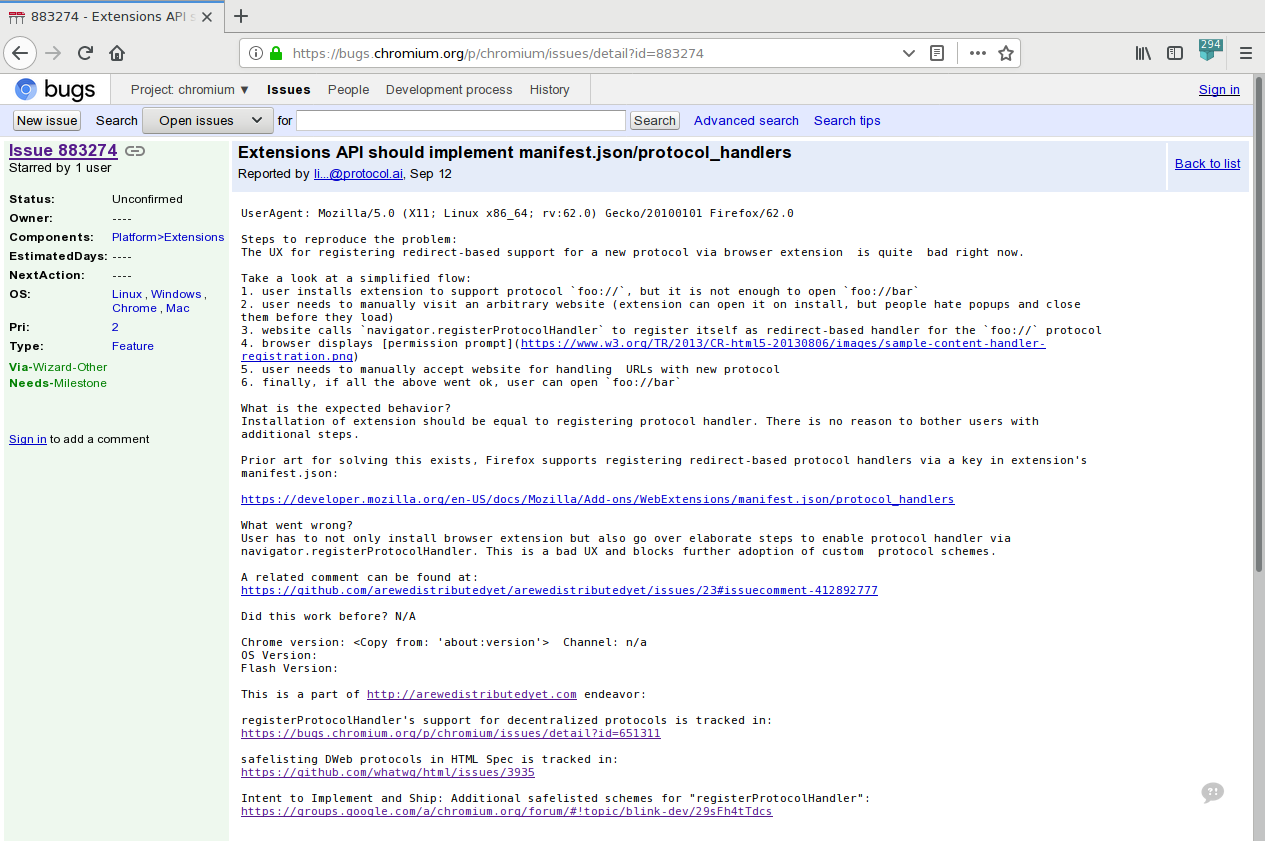 883274 - Extensions API s
https://bugs.chromium.org/p/chromium/issues/detail?id=883274
294
bugs
Project: chromium ▼ Issues People Development process History
Sign in
New issue Search Open issues for Search Advanced search Search tips
Issue 883274
Starred by 1 user
Status: Unconfirmed
Owner: ----
Components: Platform>Extensions
EstimatedDays: ----
NextAction: ----
OS: Linux , Windows ,
Chrome , Mac
Pri: 2
Type: Feature
Via-Wizard-Other
Needs-Milestone
Sign in to add a comment
Extensions API should implement manifest.json/protocol_handlers
Reported by li...@protocol.ai, Sep 12
Back to list
UserAgent: Mozilla/5.0 (X11; Linux x86_64; rv:62.0) Gecko/20100101 Firefox/62.0
Steps to reproduce the problem:
The UX for registering redirect-based support for a new protocol via browser extension  is quite  bad right now.
Take a look at a simplified flow:
1. user installs extension to support protocol `foo://`, but it is not enough to open `foo://bar`
2. user needs to manually visit an arbitrary website (extension can open it on install, but people hate popups and close
them before they load)
3. website calls `navigator.registerProtocolHandler` to register itself as redirect-based handler for the `foo://` protocol
4. browser displays [permission prompt](https://www.w3.org/TR/2013/CR-html5-20130806/images/sample-content-handler-
registration.png)
5. user needs to manually accept website for handling  URLs with new protocol
6. finally, if all the above went ok, user can open `foo://bar`
What is the expected behavior?
Installation of extension should be equal to registering protocol handler. There is no reason to bother users with
additional steps.
Prior art for solving this exists, Firefox supports registering redirect-based protocol handlers via a key in extension's
manifest.json:
https://developer.mozilla.org/en-US/docs/Mozilla/Add-ons/WebExtensions/manifest.json/protocol_handlers
What went wrong?
User has to not only install browser extension but also go over elaborate steps to enable protocol handler via
navigator.registerProtocolHandler. This is a bad UX and blocks further adoption of custom  protocol schemes.
A related comment can be found at:
https://github.com/arewedistributedyet/arewedistributedyet/issues/23#issuecomment-412892777
Did this work before? N/A
Chrome version: <Copy from: 'about:version'>  Channel: n/a
OS Version:
Flash Version:
This is a part of http://arewedistributedyet.com endeavor:
registerProtocolHandler's support for decentralized protocols is tracked in:
https://bugs.chromium.org/p/chromium/issues/detail?id=651311
safelisting DWeb protocols in HTML Spec is tracked in:
https://github.com/whatwg/html/issues/3935
Intent to Implement and Ship: Additional safelisted schemes for "registerProtocolHandler":
https://groups.google.com/a/chromium.org/forum/#!topic/blink-dev/29sFh4tTdcs